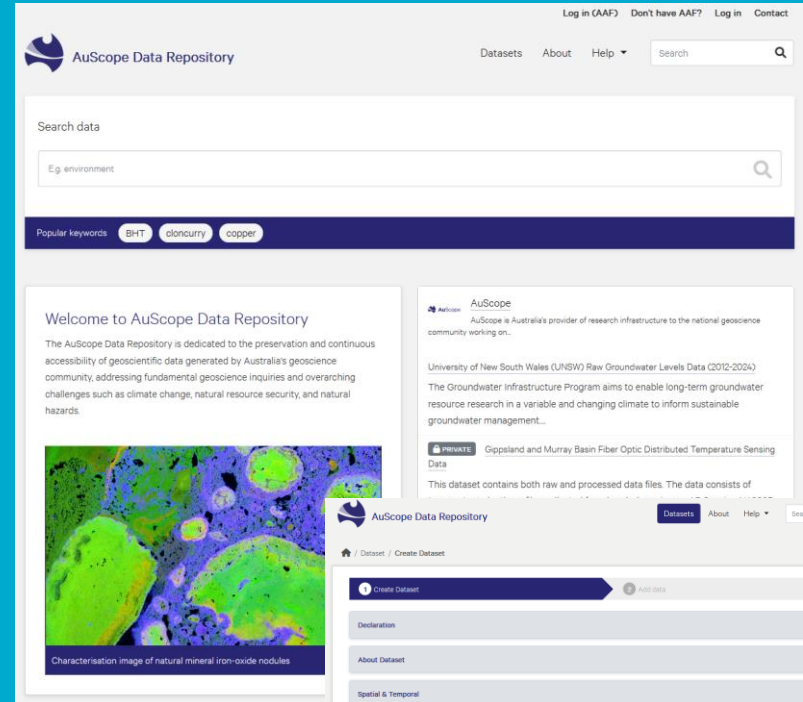 Log in (AAF) Don't have AAF? Log in Contact
AuScope Data Repository
Datasets About Help Search
Search data
E.g. environment
Popular keywords BHT cloncurry copper
Welcome to AuScope Data Repository
The AuScope Data Repository is dedicated to the preservation and continuous
accessibility of geoscientific data generated by Australia's geoscience
community, addressing fundamental geoscience inquiries and overarching
challenges such as climate change, natural resource security, and natural
hazards.
Characterisation image of natural mineral iron-oxide nodules
AuScope AuScope
AuScope is Australia's provider of research infrastructure to the national geoscience
community working on..
University of New South Wales (UNSW) Raw Groundwater Levels Data (2012-2024)
The Groundwater Infrastructure Program aims to enable long-term groundwater
resource research in a variable and changing climate to inform sustainable
groundwater management...
PRIVATE Gippsland and Murray Basin Fiber Optic Distributed Temperature Sensing
Data
This dataset contains both raw and processed data files. The data consists of
AuScope Data Repository
Datasets About Help
/ Dataset / Create Dataset
1 Create Dataset
2 Add data
Declaration
About Dataset
Spatial & Temporal